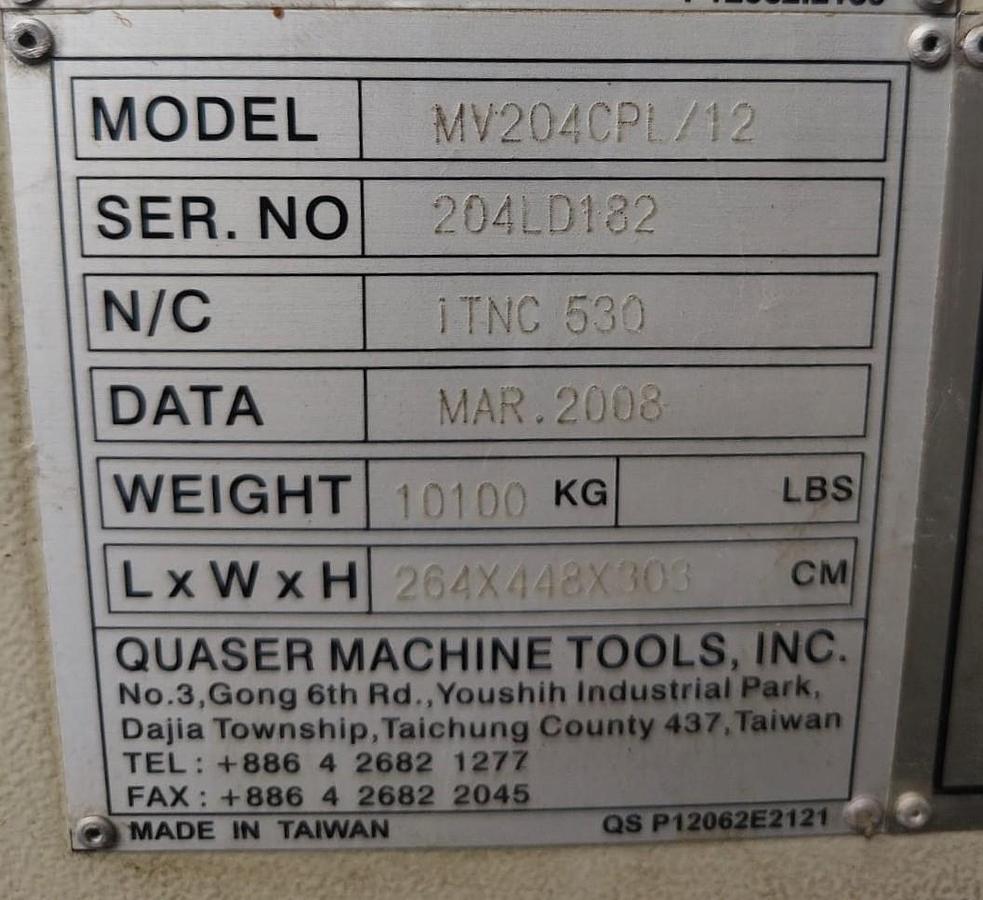 MODEL MV204CPL/12
SER. NO 204LD182
N/C iTNC 530
DATA MAR.2008
WEIGHT 10100 KG LBS
L x W x H 264X448X303 CM
QUASER MACHINE TOOLS, INC.
No.3,Gong 6th Rd.,Youshih Industrial Park,
Dajia Township,Taichung County 437,Taiwan
TEL : +886 4 2682 1277
FAX : +886 4 2682 2045
MADE IN TAIWAN QS P12062E2121